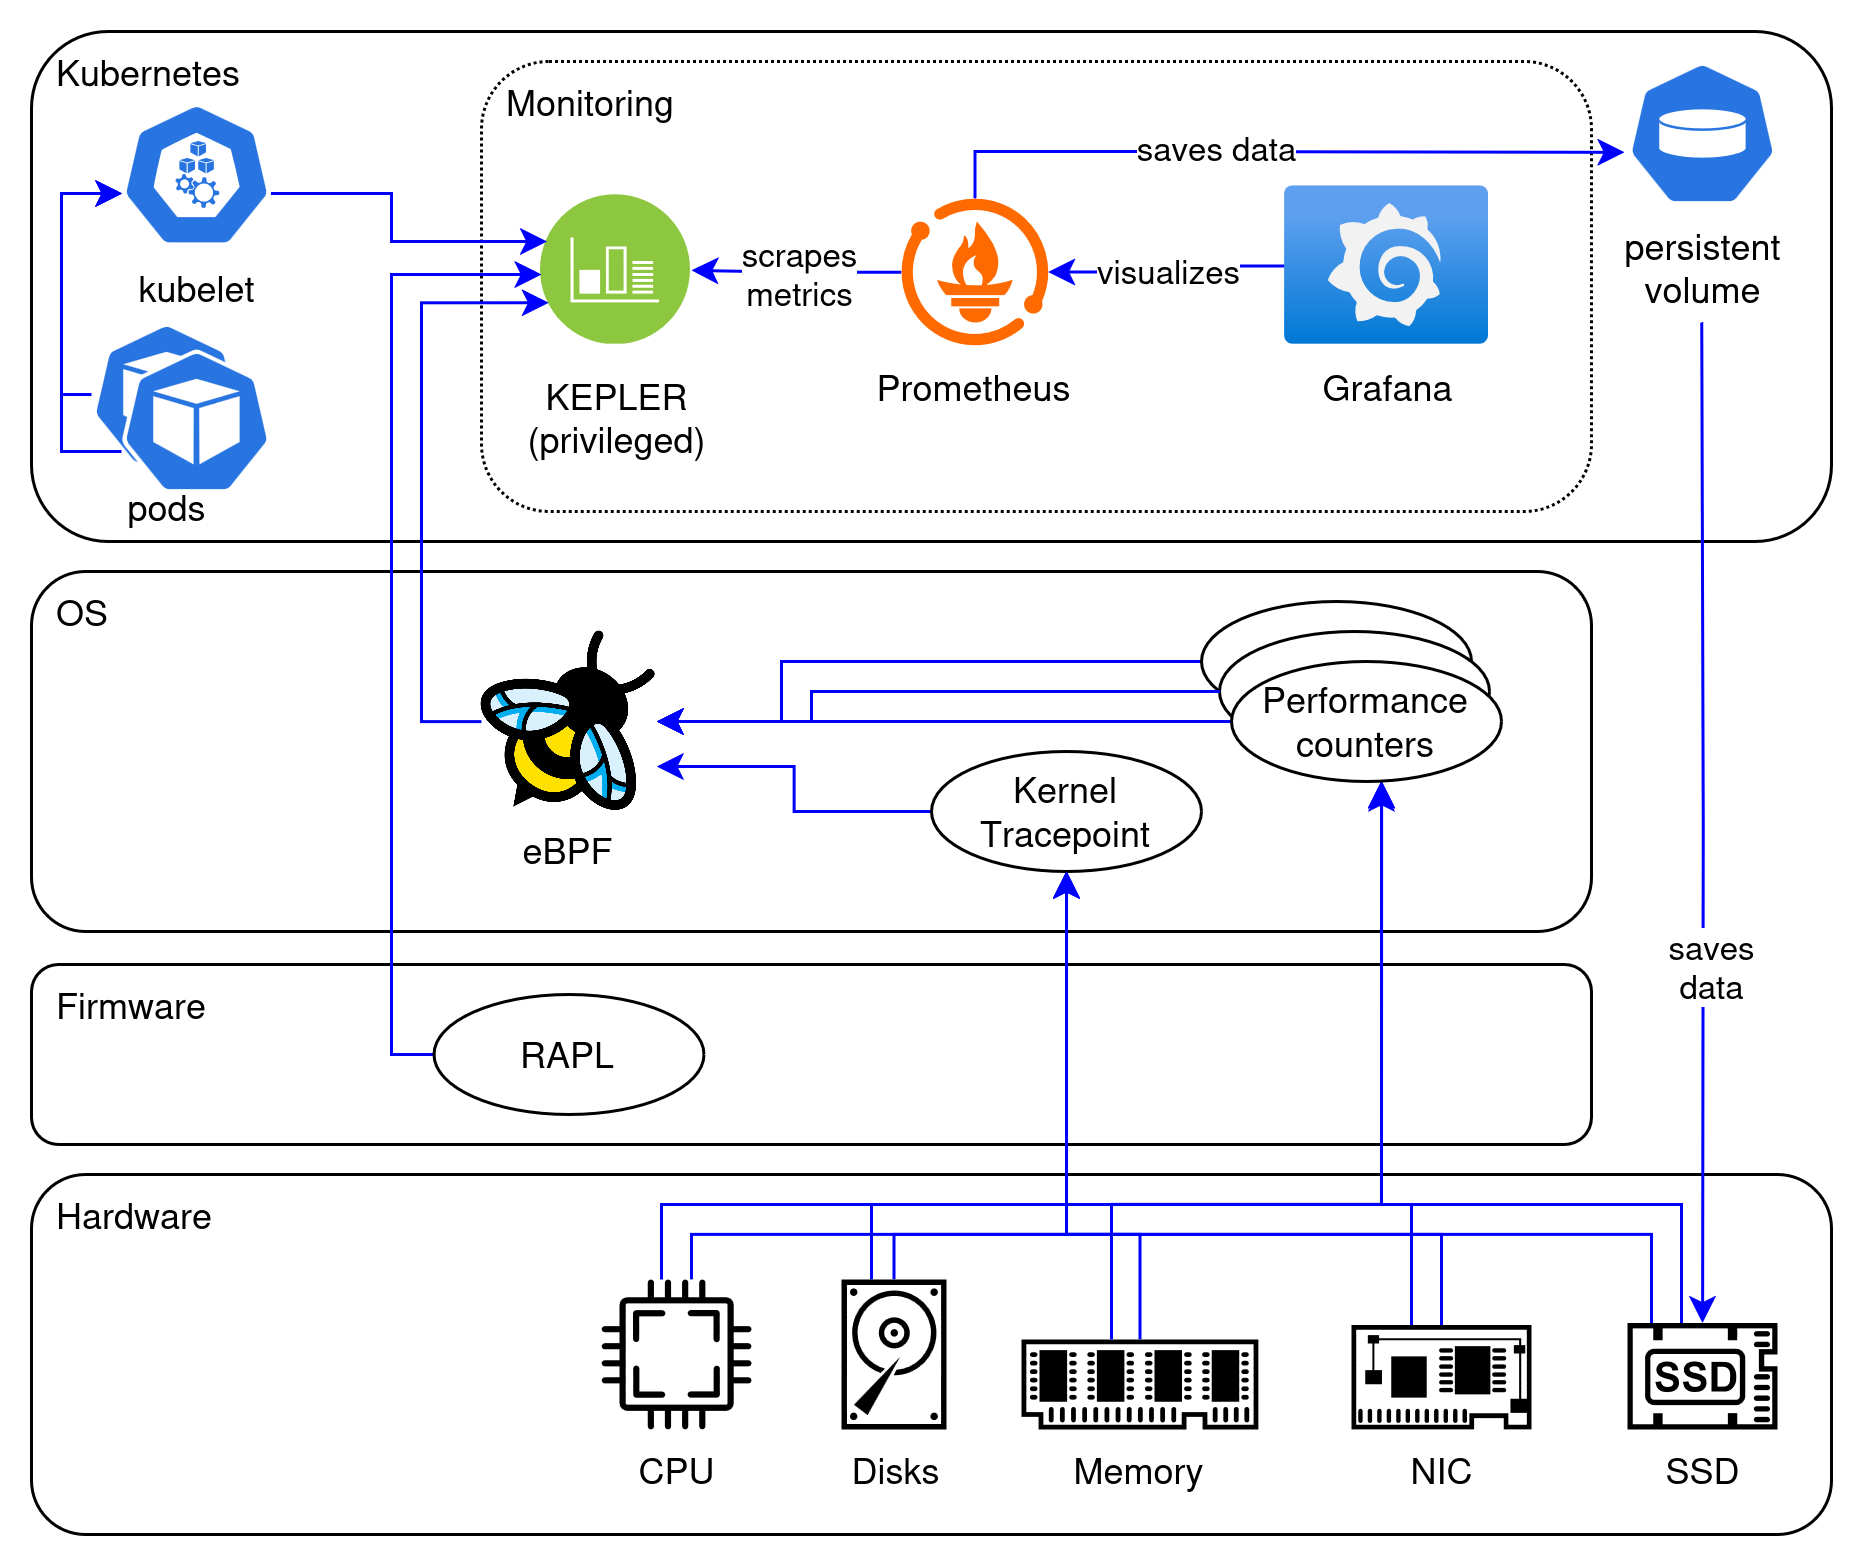 Kubernetes
Monitoring
saves data
kubelet
scrapes
metrics
visualizes
persistent
volume
KEPLER
(privileged)
Prometheus
Grafana
pods
OS
Performance
counters
Kernel
Tracepoint
eBPF
saves
data
Firmware
RAPL
Hardware
SSD
CPU
Disks
Memory
NIC
SSD